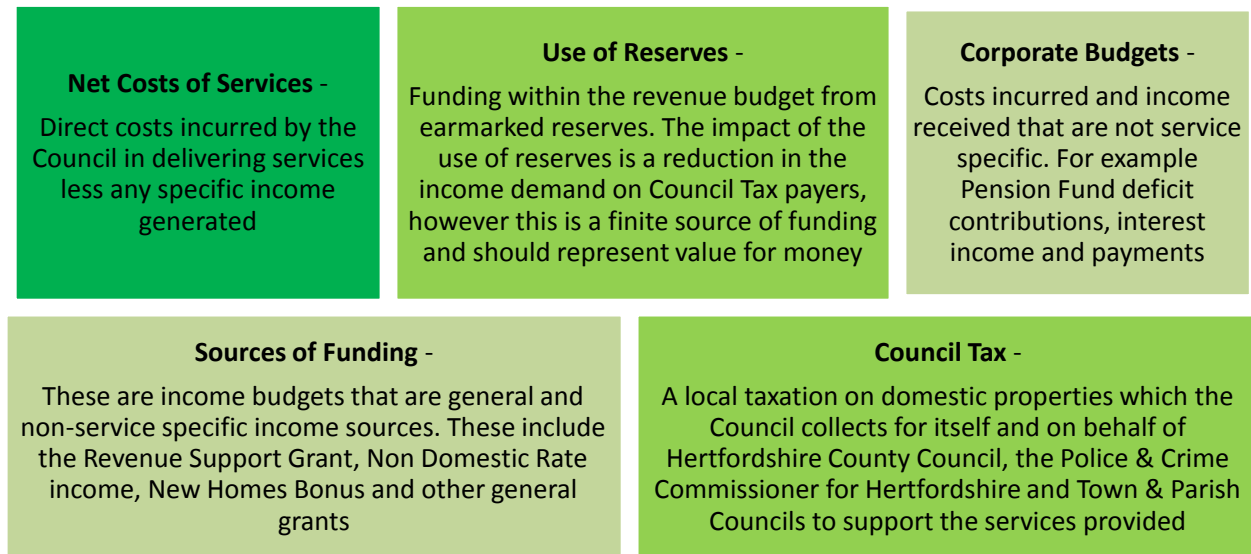 Net Costs of Services -
Direct costs incurred by the
Council in delivering services
less any specific income
generated
Use of Reserves -
Funding within the revenue budget from
earmarked reserves. The impact of the
use of reserves is a reduction in the
income demand on Council Tax payers,
however this is a finite source of funding
and should represent value for money
Corporate Budgets -
Costs incurred and income
received that are not service
specific. For example
Pension Fund deficit
contributions, interest
income and payments
Sources of Funding -
These are income budgets that are general and
non-service specific income sources. These include
the Revenue Support Grant, Non Domestic Rate
income, New Homes Bonus and other general
grants
Council Tax -
A local taxation on domestic properties which the
Council collects for itself and on behalf of
Hertfordshire County Council, the Police & Crime
Commissioner for Hertfordshire and Town & Parish
Councils to support the services provided